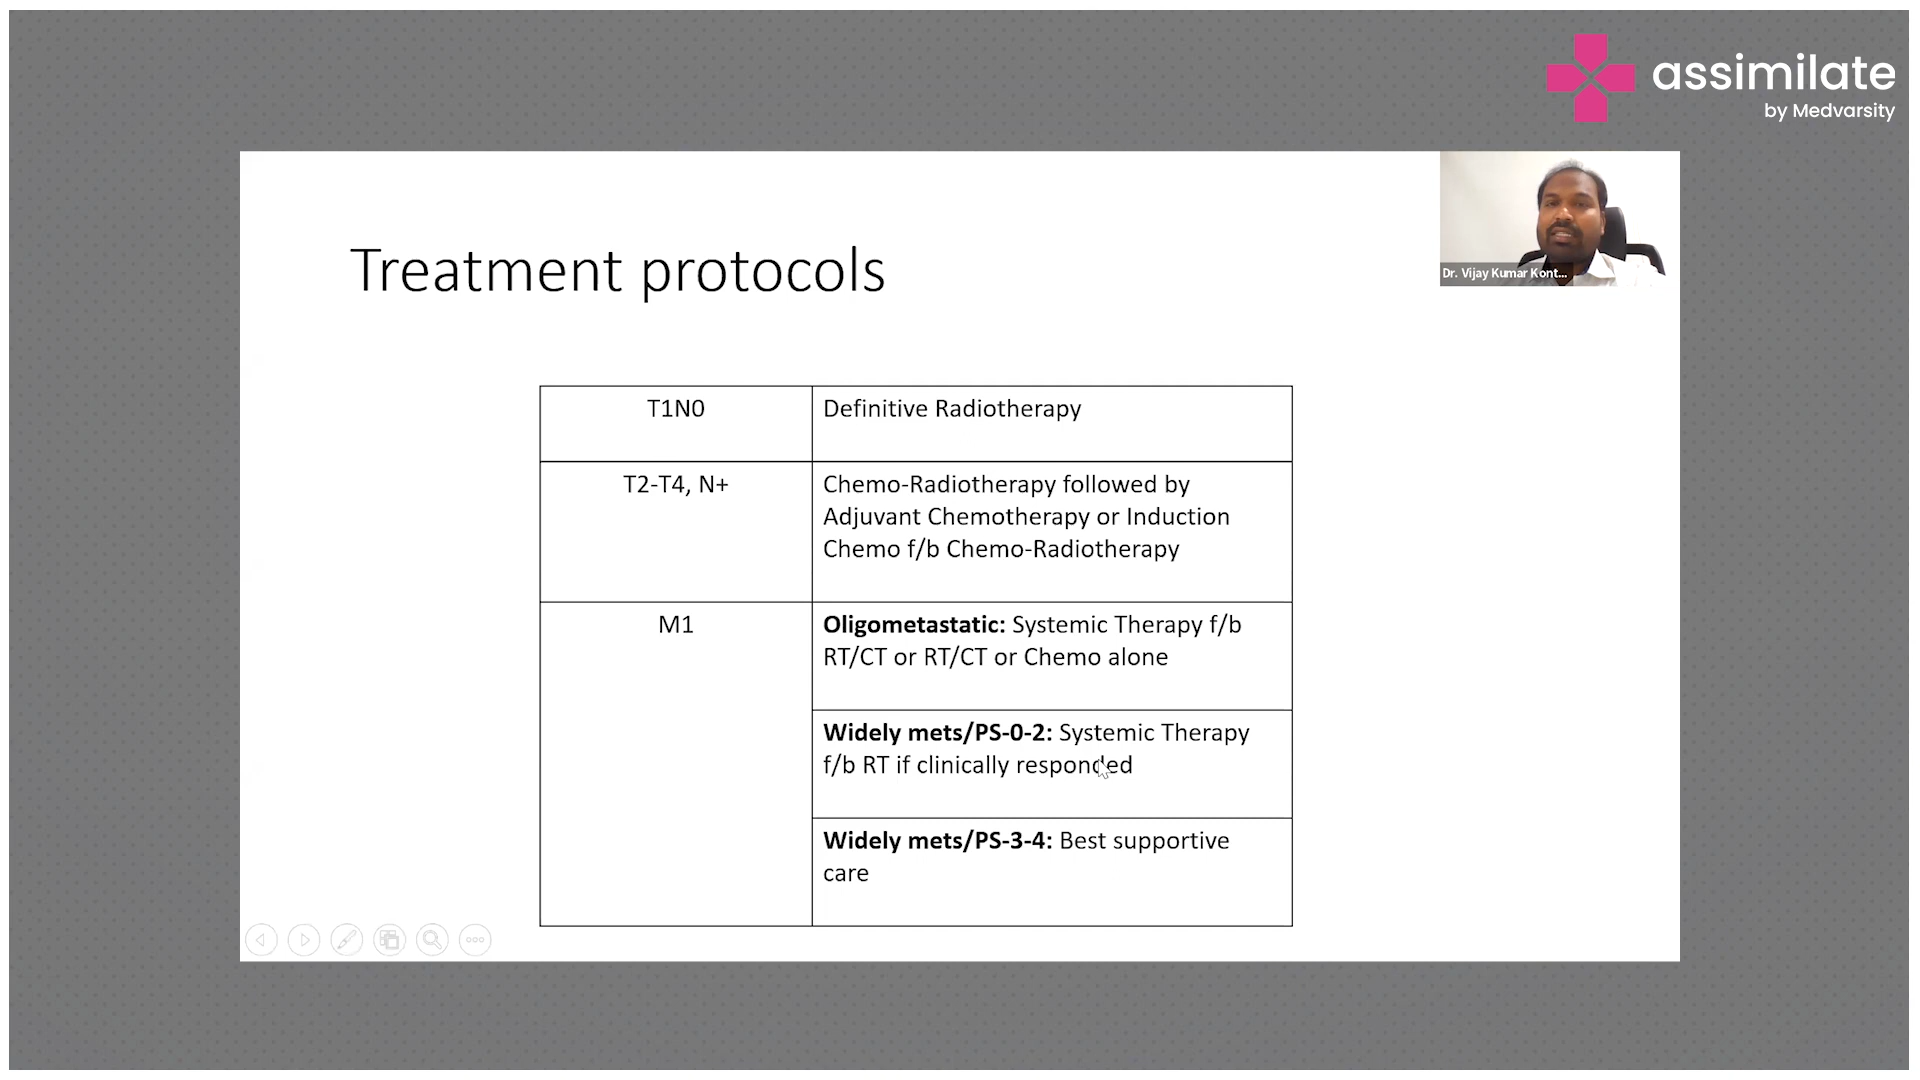 assimilate
by Medvarsity
Dr. Vijay Kumar Kont...
Treatment protocols
T1N0
Definitive Radiotherapy
T2-T4, N+
Chemo-Radiotherapy followed by
Adjuvant Chemotherapy or Induction
Chemo f/b Chemo-Radiotherapy
M1
Oligometastatic: Systemic Therapy f/b
RT/CT or RT/CT or Chemo alone
Widely mets/PS-0-2: Systemic Therapy
f/b RT if clinically responded
Widely mets/PS-3-4: Best supportive
care